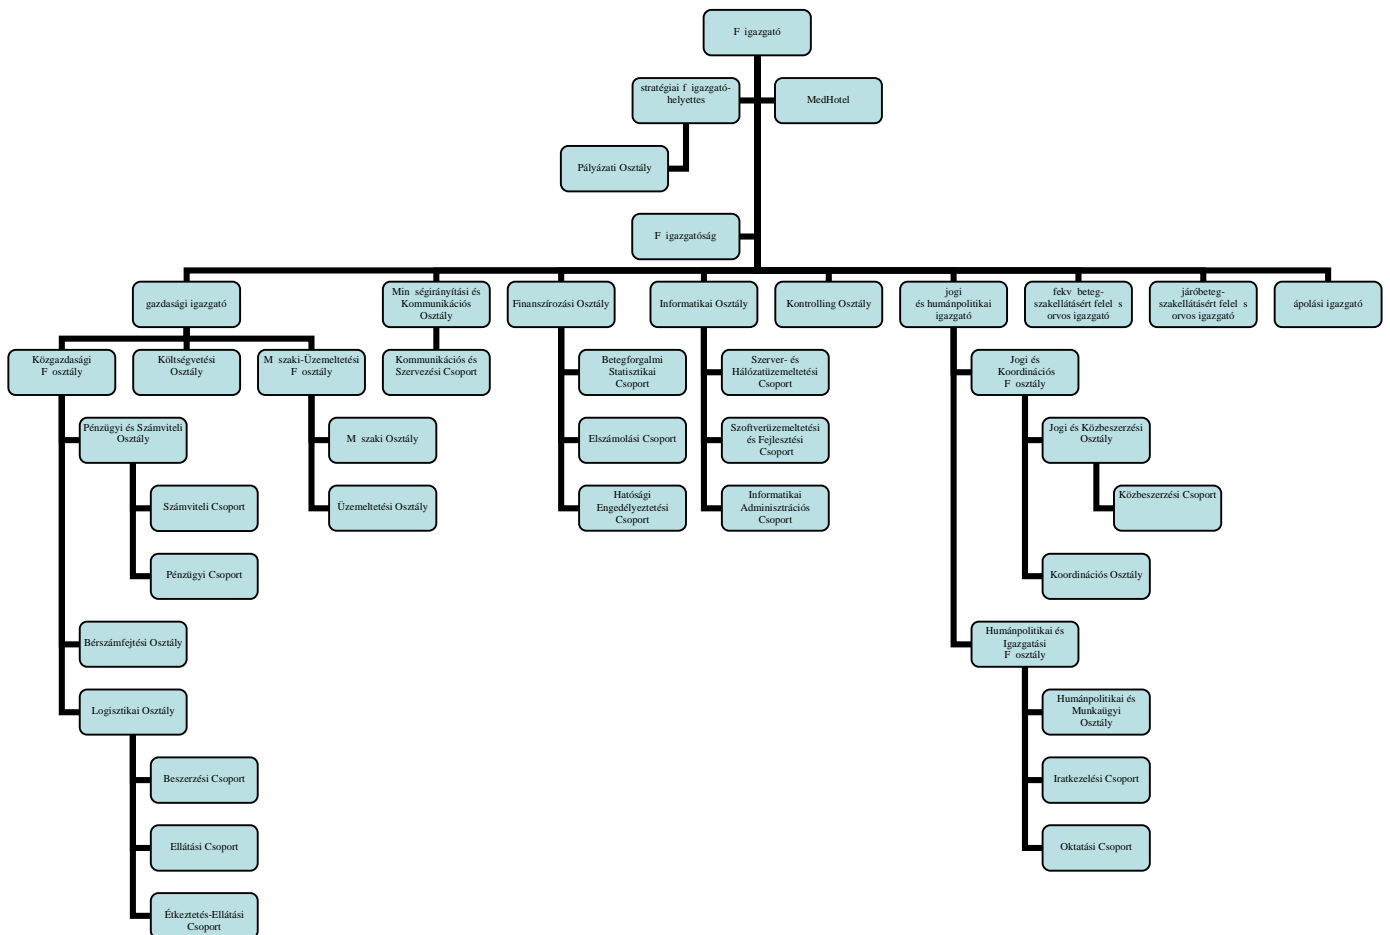 F igazgató
stratégiai f igazgató-
helyettes
MedHotel
Pályázati Osztály
F igazgatóság
gazdasági igazgató
Min ségirányítási és
Kommunikációs
Osztály
Finanszírozási Osztály
Informatikai Osztály
Kontrolling Osztály
jogi
és humánpolitikai
igazgató
fekv beteg-
szakellátásért felel s
orvos igazgató
járóbeteg-
szakellátásért felel s
orvos igazgató
ápolási igazgató
Közgazdasági
F osztály
Költségvetési
Osztály
M szaki-Üzemeltetési
F osztály
Kommunikációs és
Szervezési Csoport
Betegforgalmi
Statisztikai
Csoport
Szerver- és
Hálózatüzemeltetési
Csoport
Jogi és
Koordinációs
F osztály
Pénzügyi és Számviteli
Osztály
M szaki Osztály
Elszámolási Csoport
Szoftverüzemeltetési
és Fejlesztési
Csoport
Jogi és Közbeszerzési
Osztály
Számviteli Csoport
Üzemeltetési Osztály
Hatósági
Engedélyeztetési
Csoport
Informatikai
Adminisztrációs
Csoport
Közbeszerzési Csoport
Pénzügyi Csoport
Koordinációs Osztály
Bérszámfejtési Osztály
Humánpolitikai és
Igazgatási
F osztály
Logisztikai Osztály
Humánpolitikai és
Munkaügyi
Osztály
Beszerzési Csoport
Iratkezelési Csoport
Ellátási Csoport
Oktatási Csoport
Étkeztetés-Ellátási
Csoport